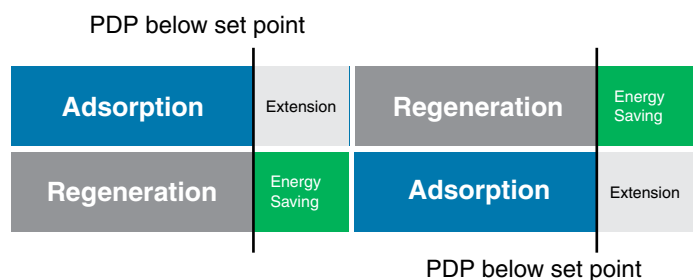 PDP below set point
Adsorption
Extension
Regeneration
Energy
Saving
Regeneration
Energy
Saving
Adsorption
Extension
PDP below set point